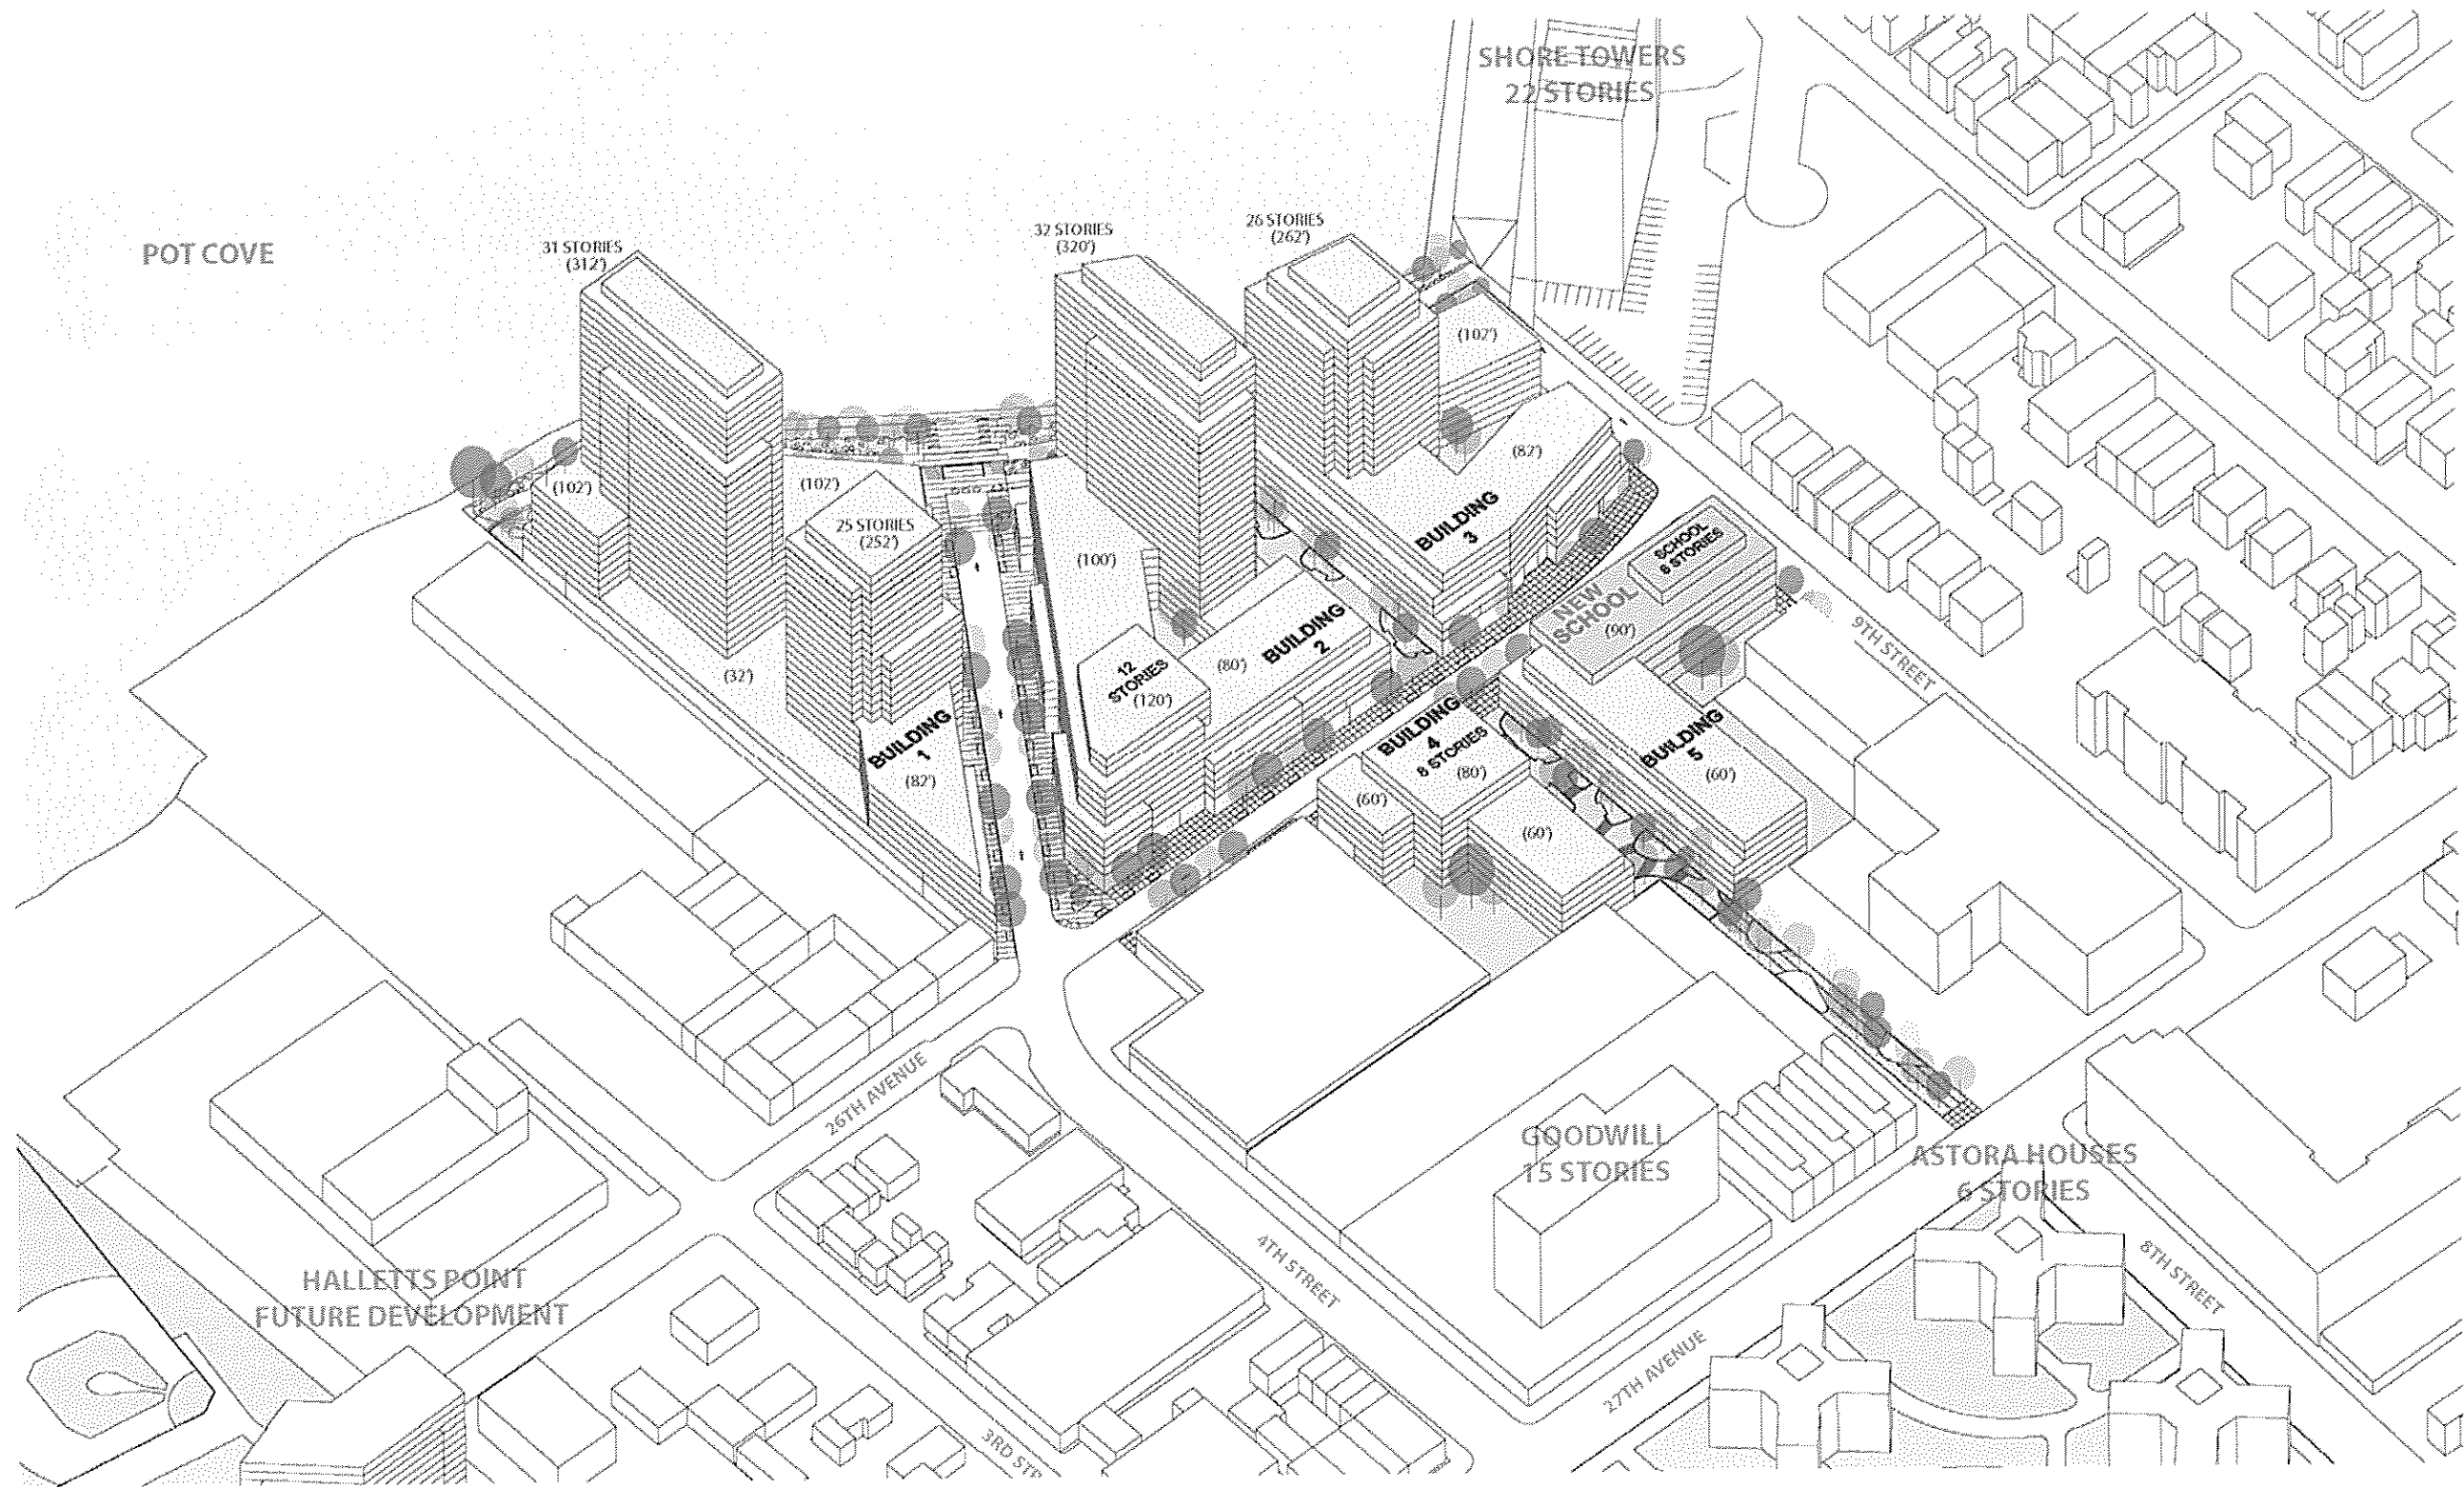 SHORE TOWERS
22 STORIES
POT COVE
31 STORIES
(312')
32 STORIES
(320')
26 STORIES
(262')
(102')
(82')
BUILDING
3
(102')
(102')
25 STORIES
(252')
(100')
SCHOOL
6 STORIES
NEW
SCHOOL
(90')
9TH STREET
(32')
12
STORIES
(120')
(80')
BUILDING
2
BUILDING
1
(82')
BUILDING
4
8 STORIES
(80')
(60')
(60')
BUILDING
5
(60')
26TH AVENUE
GOODWILL
15 STORIES
ASTORA HOUSES
6 STORIES
4TH STREET
8TH STREET
HALLETTS POINT
FUTURE DEVELOPMENT
27TH AVENUE
3RD STR